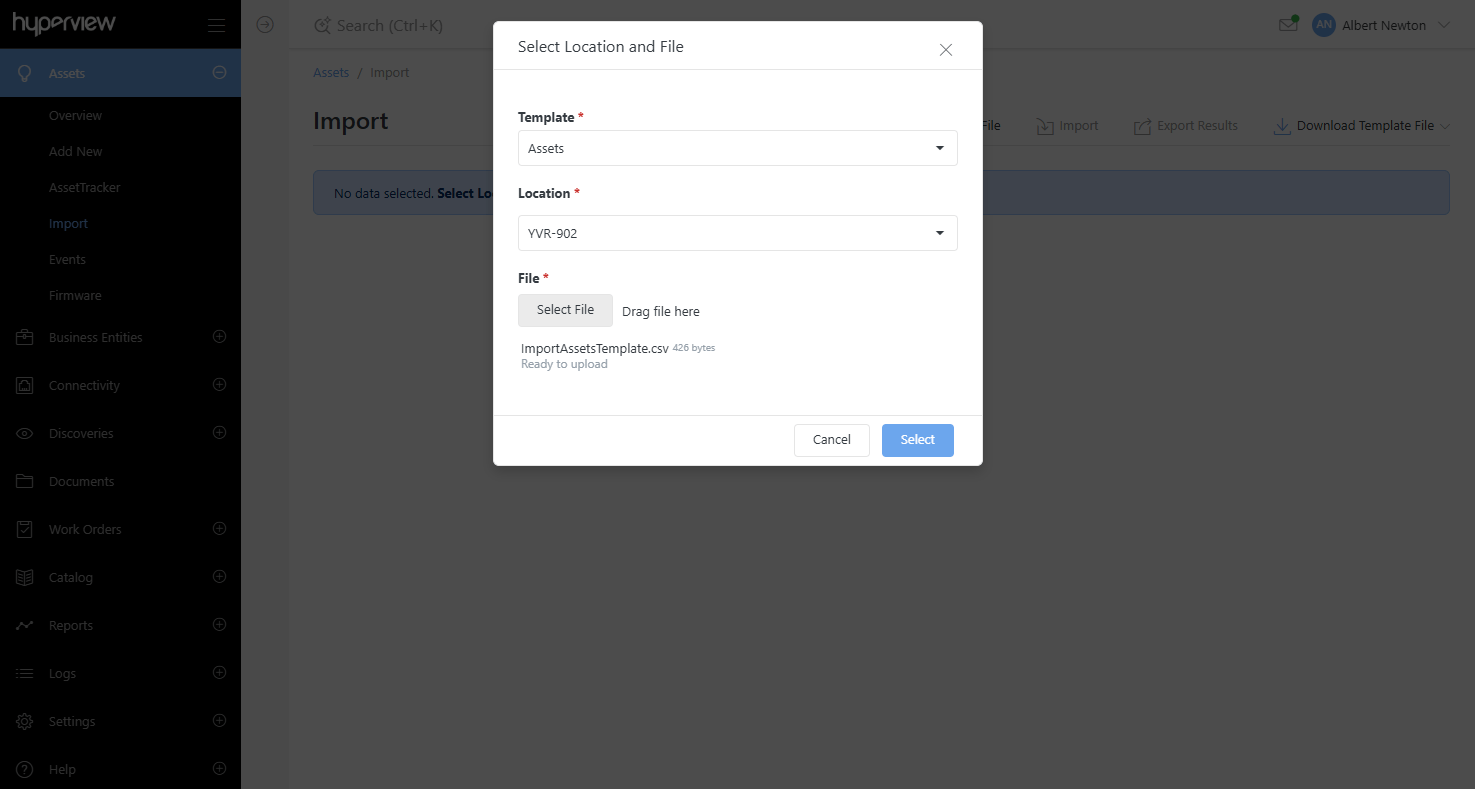 hyperview
Search (Ctrl+K)
AN Albert Newton
Assets
Overview
Add New
AssetTracker
Import
Events
Firmware
Business Entities
Connectivity
Discoveries
Documents
Work Orders
Catalog
Reports
Logs
Settings
Help
Assets / Import
Import
File Import Export Results Download Template File
No data selected. Select Lo
Select Location and File
Template *
Assets
Location *
YVR-902
File *
Select File Drag file here
ImportAssetsTemplate.csv 426 bytes
Ready to upload
Cancel Select